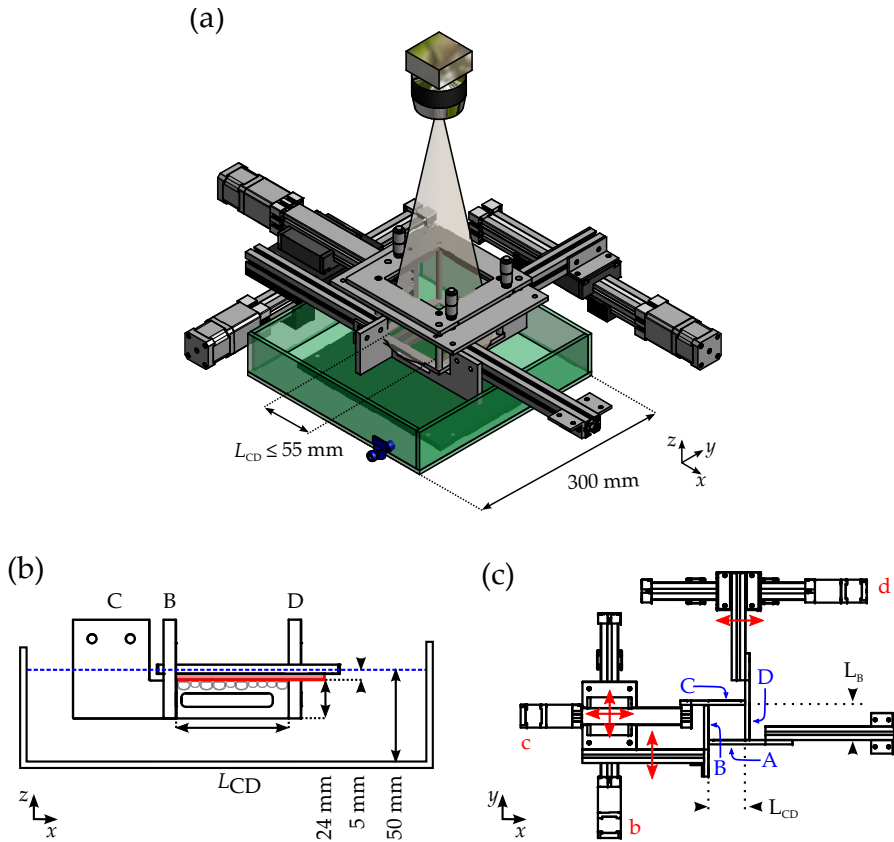 (a)
L_CD ≤ 55 mm
300 mm
z
y
x
(b)
C
B
D
L_CD
24 mm
5 mm
50 mm
z
x
(c)
d
C
D
L_B
c
B
A
b
L_CD
y
x